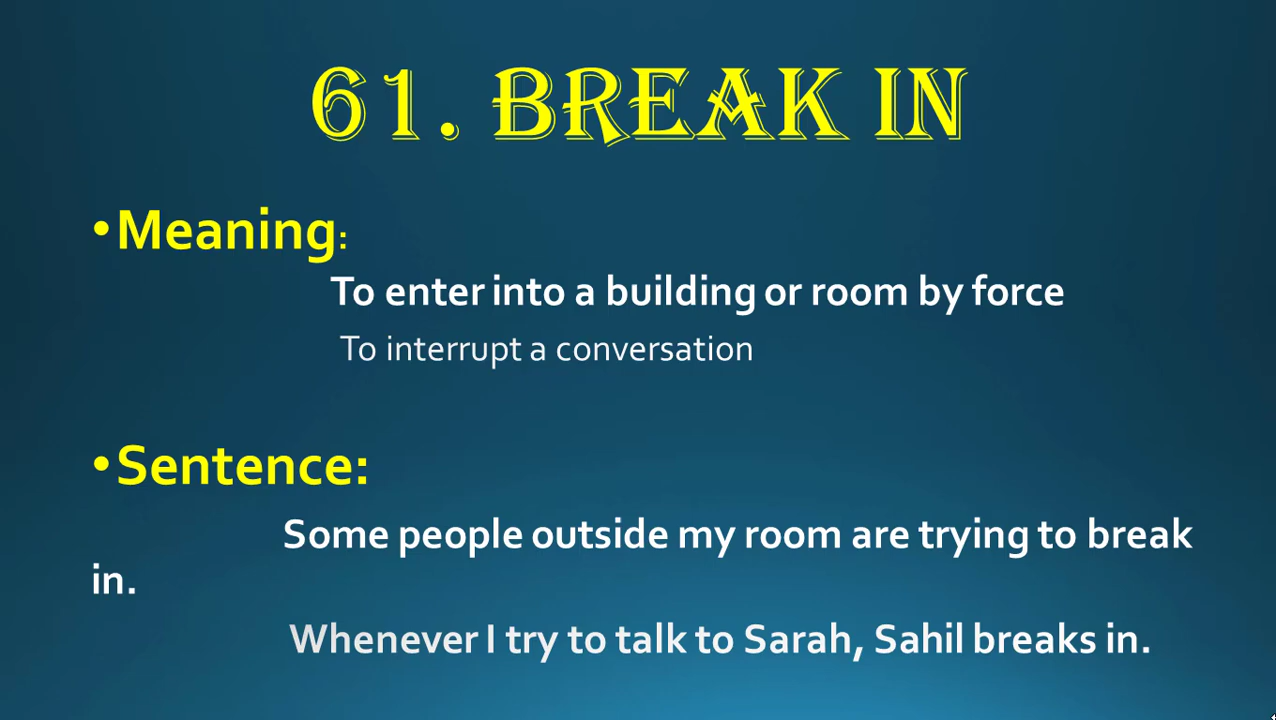 61. BREAK IN
•Meaning:
To enter into a building or room by force
To interrupt a conversation
•Sentence:
Some people outside my room are trying to break
in.
Whenever I try to talk to Sarah, Sahil breaks in.